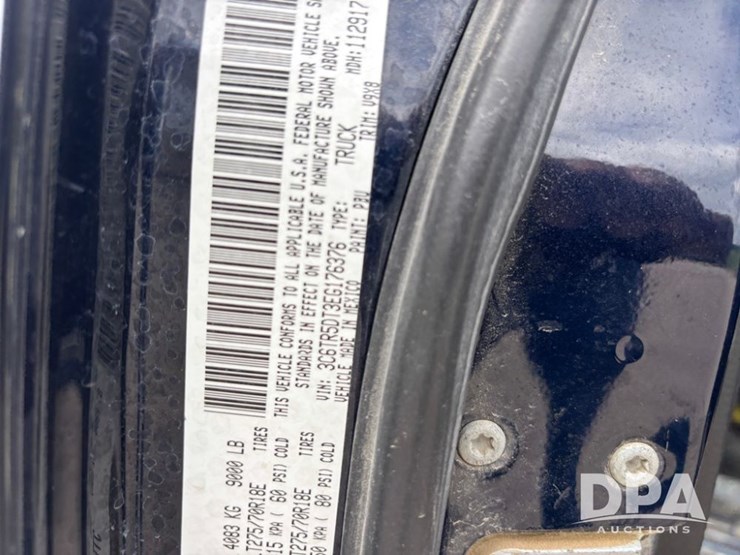 4083 KG 9000 LB
LT275/70R18E TIRES
15 KPA ( 60 PSI) COLD
T275/70R18E TIRES
50 KPA ( 80 PSI) COLD
THIS VEHICLE CONFORMS TO ALL APPLICABLE U.S.A. FEDERAL MOTOR VEHICLE
STANDARDS IN EFFECT ON THE DATE OF MANUFACTURE SHOWN ABOVE.
VIN: 3C6TR5DT3EG176376 TYPE: TRUCK MDH: 112917
VEHICLE MADE IN MEXICO PAINT: PBV TRIM: V9X8
DPA
AUCTIONS